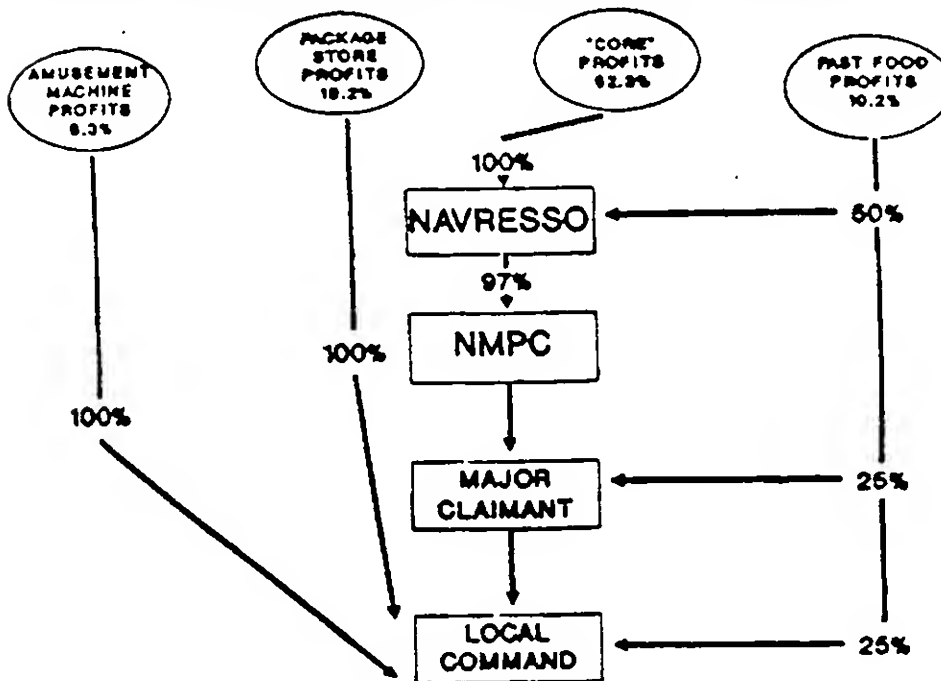 AMUSEMENT
MACHINE
PROFITS
PACKAGE
STORE
PROFITS
"CORE"
PROFITS
FAST FOOD
PROFITS
10.2%
100%
NAVRESSO
50%
97%
NMPC
100%
100%
MAJOR
CLAIMANT
25%
LOCAL
COMMAND
25%